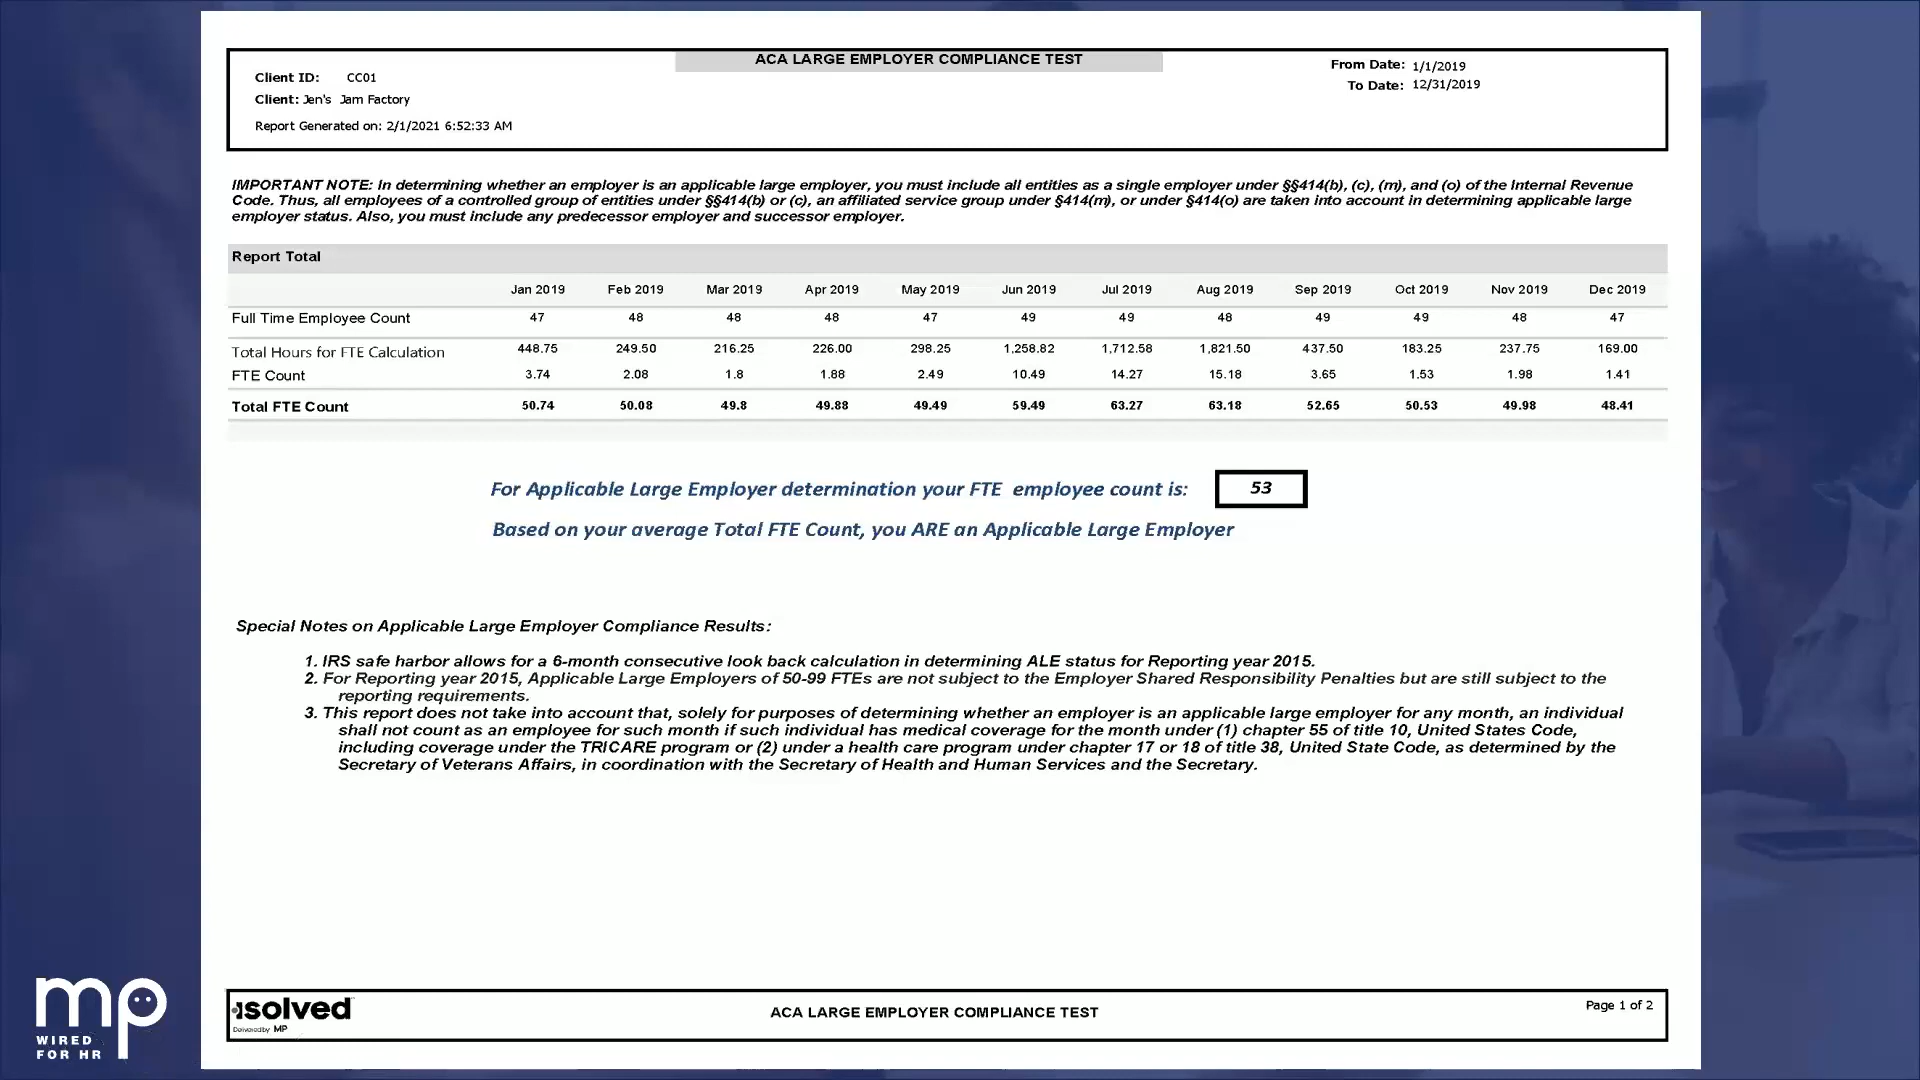 ACA LARGE EMPLOYER COMPLIANCE TEST
Client ID: CC01
Client: Jen's Jam Factory
Report Generated on: 2/1/2021 6:52:33 AM
From Date: 1/1/2019
To Date: 12/31/2019
IMPORTANT NOTE: In determining whether an employer is an applicable large employer, you must include all entities as a single employer under §§414(b), (c), (m), and (o) of the Internal Revenue
Code. Thus, all employees of a controlled group of entities under §§414(b) or (c), an affiliated service group under §414(m), or under §414(o) are taken into account in determining applicable large
employer status. Also, you must include any predecessor employer and successor employer.
Report Total
Jan 2019 Feb 2019 Mar 2019 Apr 2019 May 2019 Jun 2019 Jul 2019 Aug 2019 Sep 2019 Oct 2019 Nov 2019 Dec 2019
Full Time Employee Count 47 48 48 48 47 49 49 48 49 49 48 47
Total Hours for FTE Calculation 448.75 249.50 216.25 226.00 298.25 1,258.82 1,712.58 1,821.50 437.50 183.25 237.75 169.00
FTE Count 3.74 2.08 1.8 1.88 2.49 10.49 14.27 15.18 3.65 1.53 1.98 1.41
Total FTE Count 50.74 50.08 49.8 49.88 49.49 59.49 63.27 63.18 52.65 50.53 49.98 48.41
For Applicable Large Employer determination your FTE employee count is: 53
Based on your average Total FTE Count, you ARE an Applicable Large Employer
Special Notes on Applicable Large Employer Compliance Results:
1. IRS safe harbor allows for a 6-month consecutive look back calculation in determining ALE status for Reporting year 2015.
2. For Reporting year 2015, Applicable Large Employers of 50-99 FTEs are not subject to the Employer Shared Responsibility Penalties but are still subject to the
reporting requirements.
3. This report does not take into account that, solely for purposes of determining whether an employer is an applicable large employer for any month, an individual
shall not count as an employee for such month if such individual has medical coverage for the month under (1) chapter 55 of title 10, United States Code,
including coverage under the TRICARE program or (2) under a health care program under chapter 17 or 18 of title 38, United State Code, as determined by the
Secretary of Veterans Affairs, in coordination with the Secretary of Health and Human Services and the Secretary.
isolved
Delivered by MP
ACA LARGE EMPLOYER COMPLIANCE TEST
Page 1 of 2
mp
WIRED
FOR HR